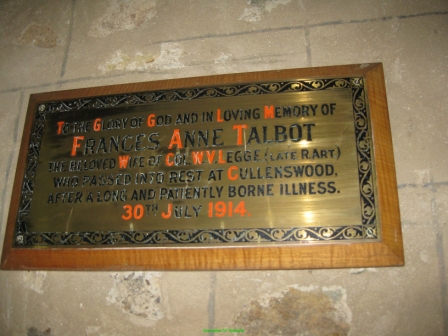 TO THE GLORY OF GOD AND IN LOVING MEMORY OF
FRANCES ANNE TALBOT
THE BELOVED WIFE OF COL. N V LEGGE (LATE R.ART)
WHO PASSED INTO REST AT CULLENSWOOD.
AFTER A LONG AND PATIENTLY BORNE ILLNESS.
30TH JULY 1914.